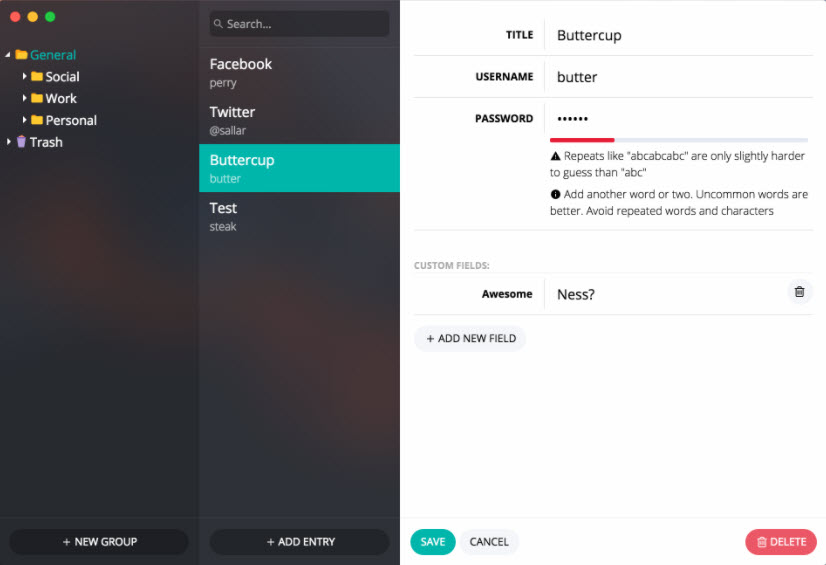 General
Social
Work
Personal
Trash
+ NEW GROUP
Search...
Facebook
perry
Twitter
@sallar
Buttercup
butter
Test
steak
+ ADD ENTRY
TITLE Buttercup
USERNAME butter
PASSWORD ••••••
Repeats like "abcabcabc" are only slightly harder
to guess than "abc"
Add another word or two. Uncommon words are
better. Avoid repeated words and characters
CUSTOM FIELDS:
Awesome Ness?
+ ADD NEW FIELD
SAVE CANCEL DELETE